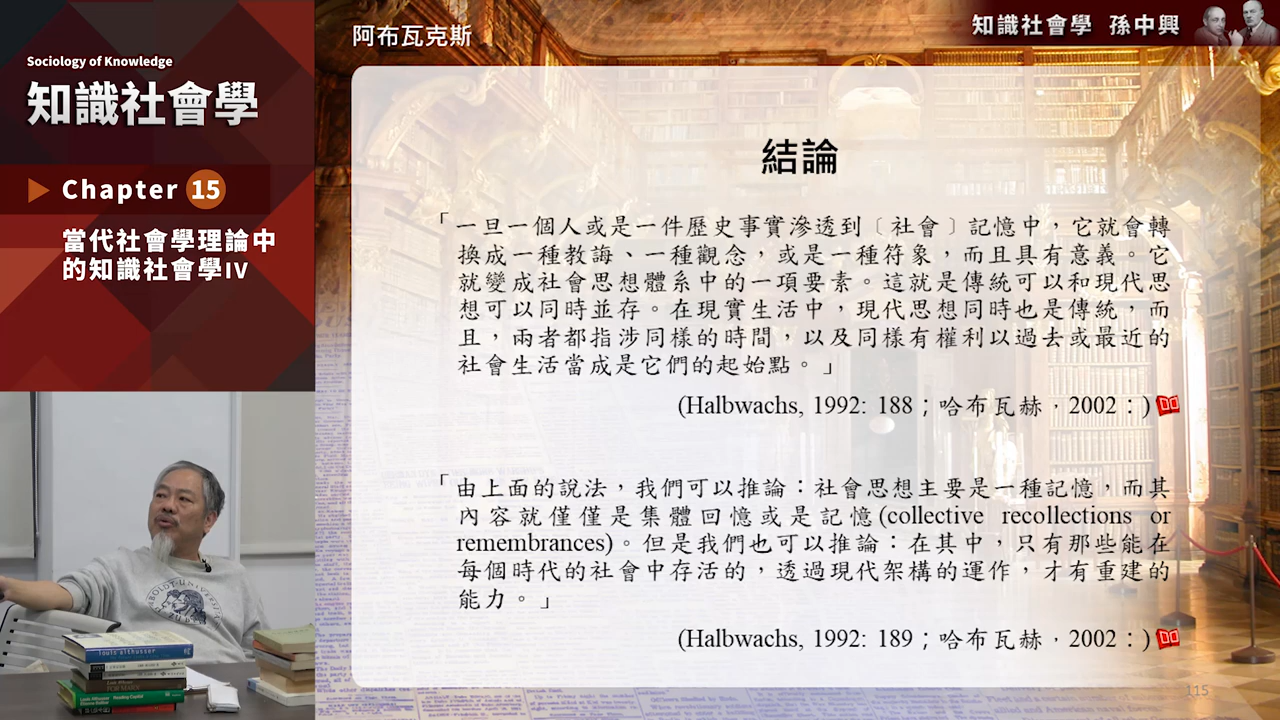 Sociology of Knowledge
知識社會學
Chapter 15
當代社會學理論中
的知識社會學IV
阿布瓦克斯
知識社會學 孫中興
結論
「一旦一個人或是一件歷史事實滲透到〔社會〕記憶中，它就會轉
換成一種教誨、一種觀念，或是一種符象，而且具有意義。它
就變成社會思想體系中的一項要素。這就是傳統可以和現代思
想可以同時並存。在現實生活中，現代思想同時也是傳統，而
且，兩者都指涉同樣的時間，以及同樣有權利以過去或最近的
社會生活當成是它們的起始點。」
(Halbwachs, 1992: 188；哈布瓦赫，2002：)
「由上面的說法，我們可以推論：社會思想主要是一種記憶，而其
內容就僅僅是集體回憶或是記憶(collective recollections or
remembrances)。但是我們也可以推論：在其中，只有那些能在
每個時代的社會中存活的，透過現代架構的運作，才有重建的
能力。」
(Halbwachs, 1992: 189；哈布瓦赫，2002：)
115
louis althusser
FOR MARX
Reading Capital